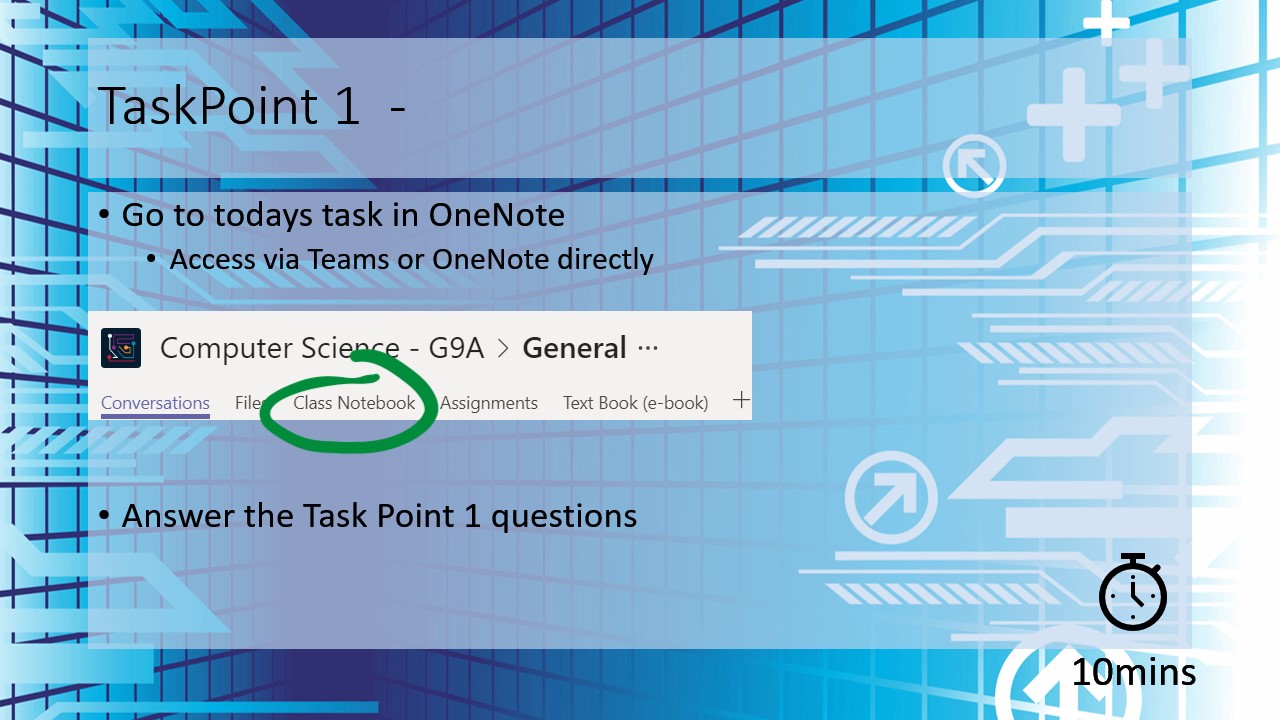 TaskPoint 1 -
• Go to todays task in OneNote
• Access via Teams or OneNote directly
Computer Science - G9A > General ···
Conversations Files Class Notebook Assignments Text Book (e-book) +
• Answer the Task Point 1 questions
10mins